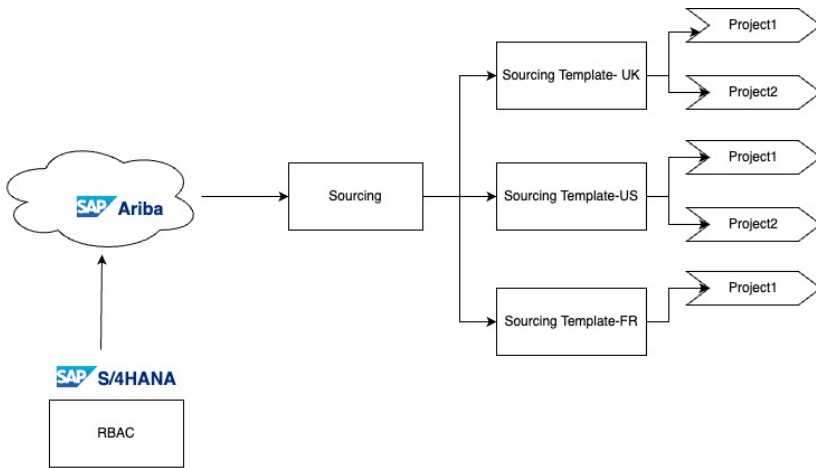 Project1
Sourcing Template- UK
Project2
Project1
SAP Ariba
Sourcing
Sourcing Template-US
Project2
Project1
Sourcing Template-FR
SAP S/4HANA
RBAC